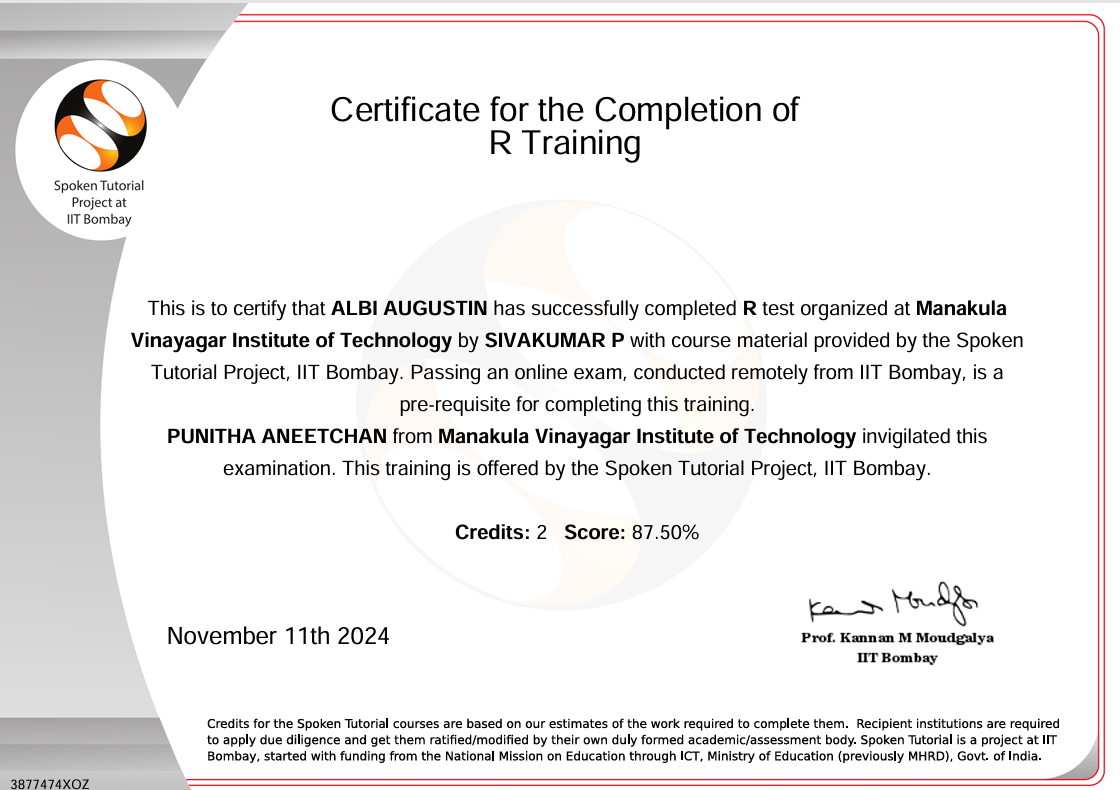 Certificate for the Completion of
R Training
Spoken Tutorial
Project at
IIT Bombay
This is to certify that ALBI AUGUSTIN has successfully completed R test organized at Manakula
Vinayagar Institute of Technology by SIVAKUMAR P with course material provided by the Spoken
Tutorial Project, IIT Bombay. Passing an online exam, conducted remotely from IIT Bombay, is a
pre-requisite for completing this training.
PUNITHA ANEETCHAN from Manakula Vinayagar Institute of Technology invigilated this
examination. This training is offered by the Spoken Tutorial Project, IIT Bombay.
Credits: 2 Score: 87.50%
November 11th 2024
Kannan Moudgalya
Prof. Kannan M Moudgalya
IIT Bombay
Credits for the Spoken Tutorial courses are based on our estimates of the work required to complete them. Recipient institutions are required
to apply due diligence and get them ratified/modified by their own duly formed academic/assessment body. Spoken Tutorial is a project at IIT
Bombay, started with funding from the National Mission on Education through ICT, Ministry of Education (previously MHRD), Govt. of India.
3877474XOZ